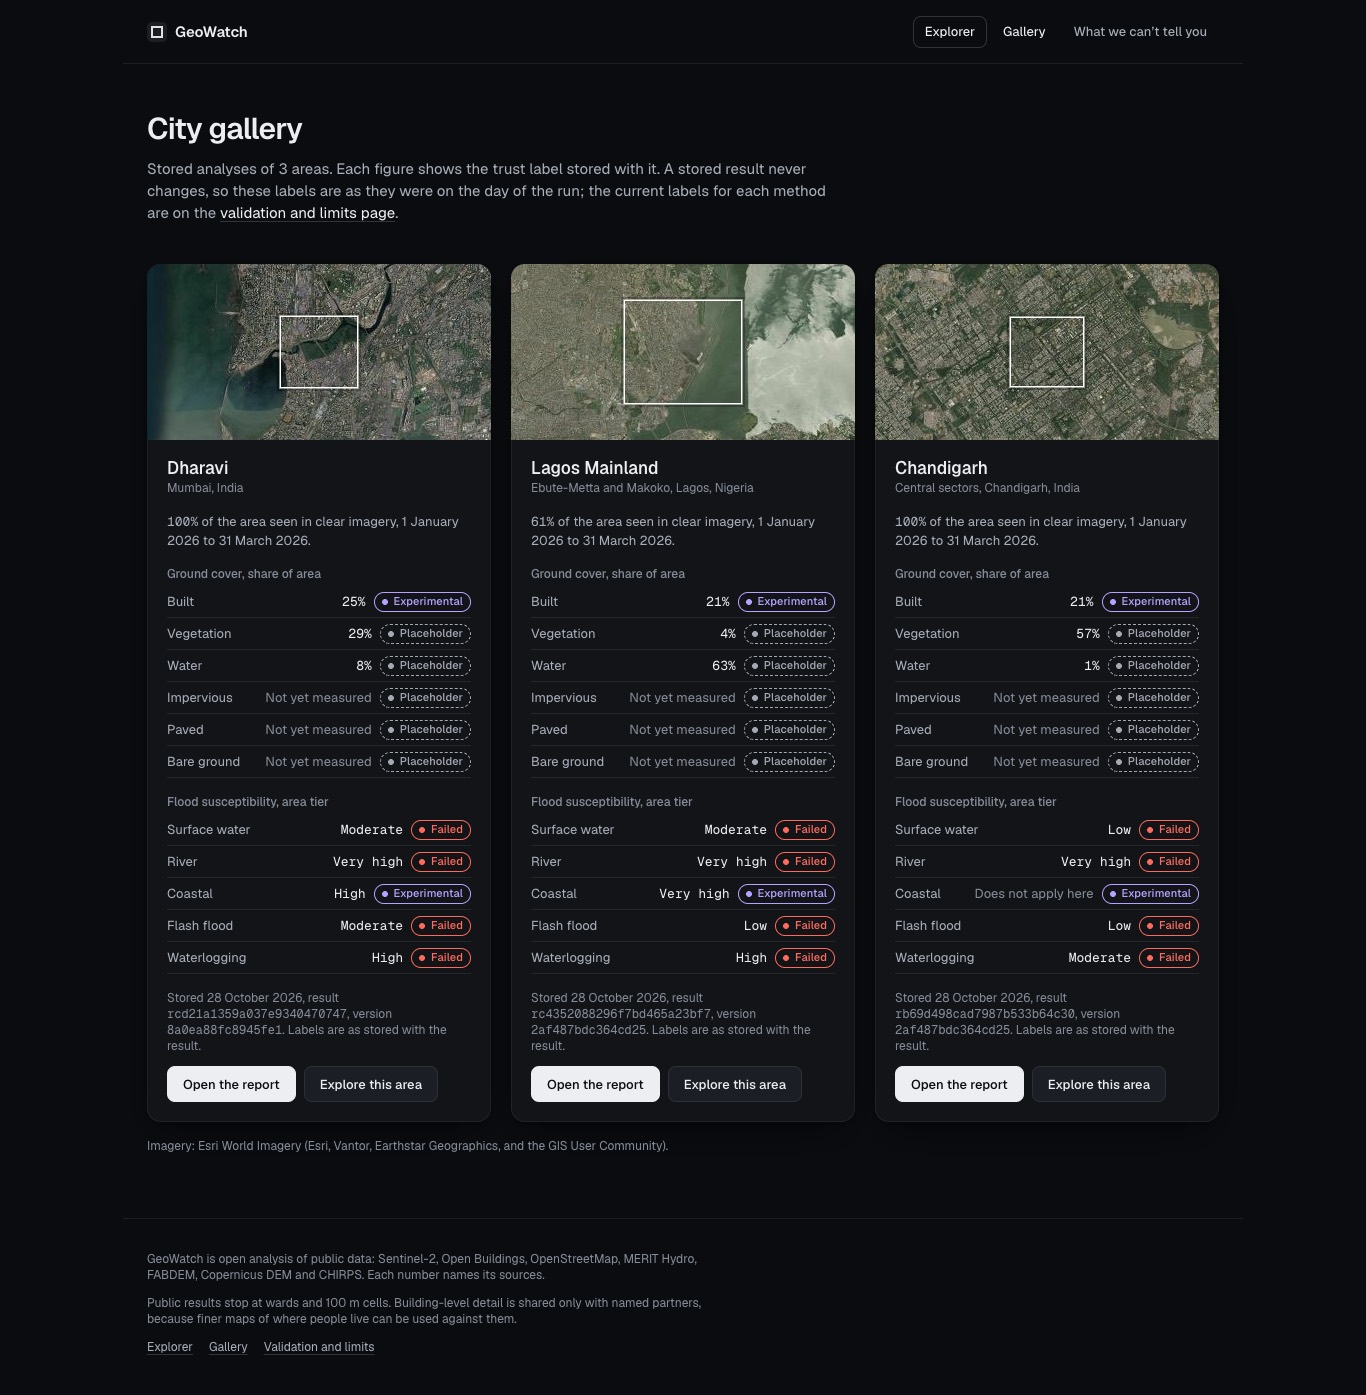 GeoWatch
Explorer
Gallery
What we can't tell you
City gallery
Stored analyses of 3 areas. Each figure shows the trust label stored with it. A stored result never
changes, so these labels are as they were on the day of the run; the current labels for each method
are on the validation and limits page.
Dharavi
Mumbai, India
100% of the area seen in clear imagery, 1 January
2026 to 31 March 2026.
Ground cover, share of area
Built 25% Experimental
Vegetation 29% Placeholder
Water 8% Placeholder
Impervious Not yet measured Placeholder
Paved Not yet measured Placeholder
Bare ground Not yet measured Placeholder
Flood susceptibility, area tier
Surface water Moderate Failed
River Very high Failed
Coastal High Experimental
Flash flood Moderate Failed
Waterlogging High Failed
Stored 28 October 2026, result
rcd21a1359a037e9340470747, version
8a0ea88fc8945fe1. Labels are as stored with the
result.
Open the report
Explore this area
Lagos Mainland
Ebute-Metta and Makoko, Lagos, Nigeria
61% of the area seen in clear imagery, 1 January
2026 to 31 March 2026.
Ground cover, share of area
Built 21% Experimental
Vegetation 4% Placeholder
Water 63% Placeholder
Impervious Not yet measured Placeholder
Paved Not yet measured Placeholder
Bare ground Not yet measured Placeholder
Flood susceptibility, area tier
Surface water Moderate Failed
River Very high Failed
Coastal Very high Experimental
Flash flood Low Failed
Waterlogging High Failed
Stored 28 October 2026, result
rc4352088296f7bd465a23bf7, version
2af487bdc364cd25. Labels are as stored with the
result.
Open the report
Explore this area
Chandigarh
Central sectors, Chandigarh, India
100% of the area seen in clear imagery, 1 January
2026 to 31 March 2026.
Ground cover, share of area
Built 21% Experimental
Vegetation 57% Placeholder
Water 1% Placeholder
Impervious Not yet measured Placeholder
Paved Not yet measured Placeholder
Bare ground Not yet measured Placeholder
Flood susceptibility, area tier
Surface water Low Failed
River Very high Failed
Coastal Does not apply here Experimental
Flash flood Low Failed
Waterlogging Moderate Failed
Stored 28 October 2026, result
rb69d498cad7987b533b64c30, version
2af487bdc364cd25. Labels are as stored with the
result.
Open the report
Explore this area
Imagery: Esri World Imagery (Esri, Vantor, Earthstar Geographics, and the GIS User Community).
GeoWatch is open analysis of public data: Sentinel-2, Open Buildings, OpenStreetMap, MERIT Hydro,
FABDEM, Copernicus DEM and CHIRPS. Each number names its sources.
Public results stop at wards and 100 m cells. Building-level detail is shared only with named partners,
because finer maps of where people live can be used against them.
Explorer
Gallery
Validation and limits